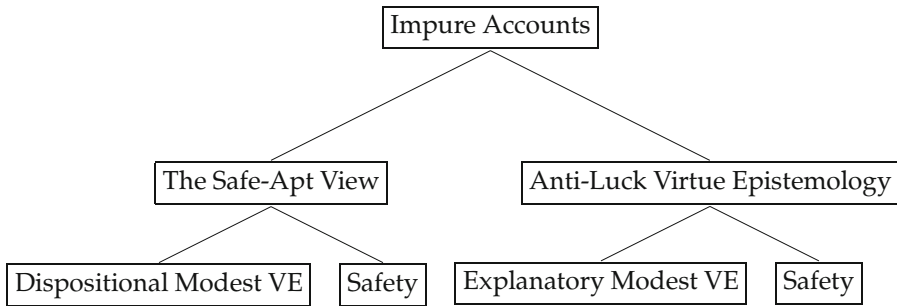 Impure Accounts
The Safe-Apt View
Anti-Luck Virtue Epistemology
Dispositional Modest VE
Safety
Explanatory Modest VE
Safety